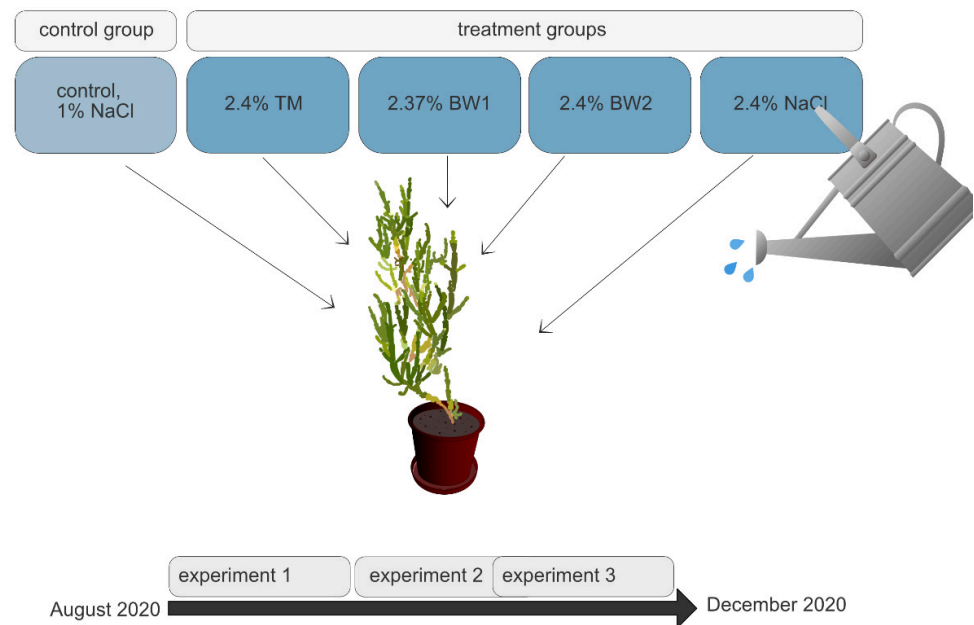 control group
treatment groups
control,
1% NaCl
2.4% TM
2.37% BW1
2.4% BW2
2.4% NaCl
experiment 1
experiment 2
experiment 3
August 2020
December 2020